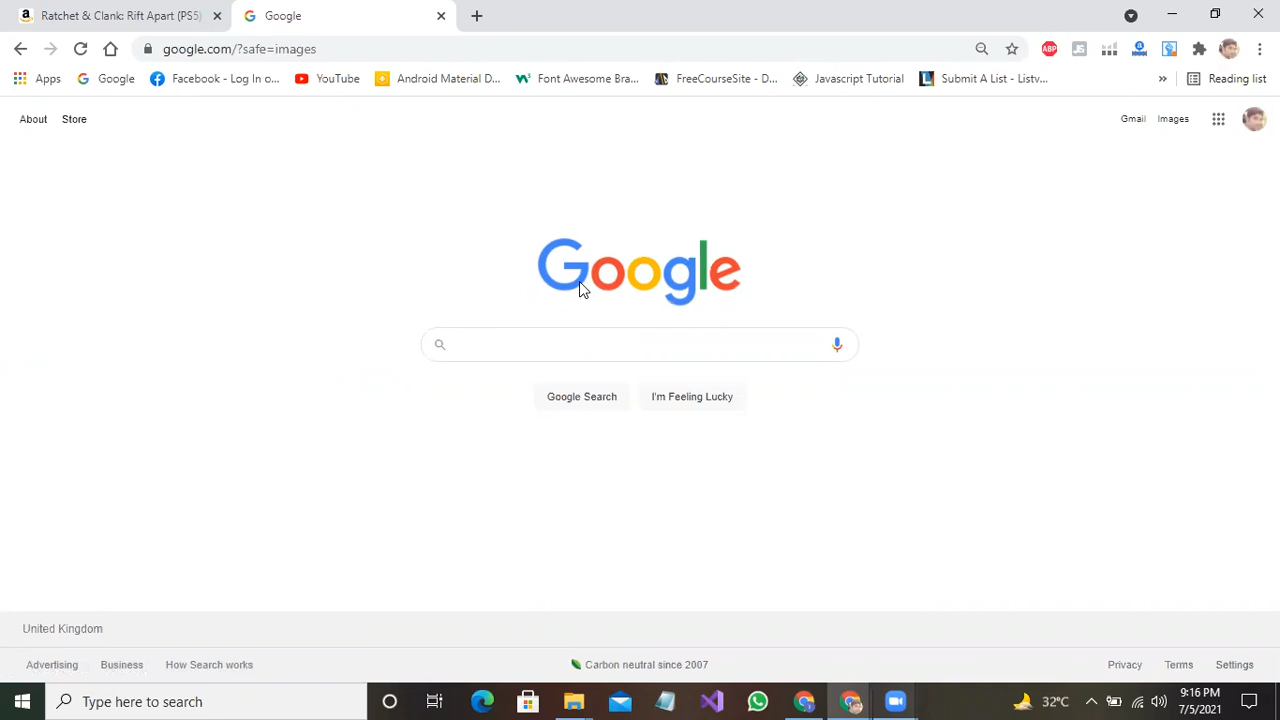 Ratchet & Clank: Rift Apart (PS5)
Google
google.com/?safe=images
ABP
JS
Apps
Google
Facebook - Log In o...
YouTube
Android Material D...
Font Awesome Bra...
FreeCourseSite - D...
Javascript Tutorial
Submit A List - Listv...
»
Reading list
About
Store
Gmail
Images
Google
Google Search
I'm Feeling Lucky
United Kingdom
Advertising
Business
How Search works
Carbon neutral since 2007
Privacy
Terms
Settings
Type here to search
32°C
9:16 PM
7/5/2021